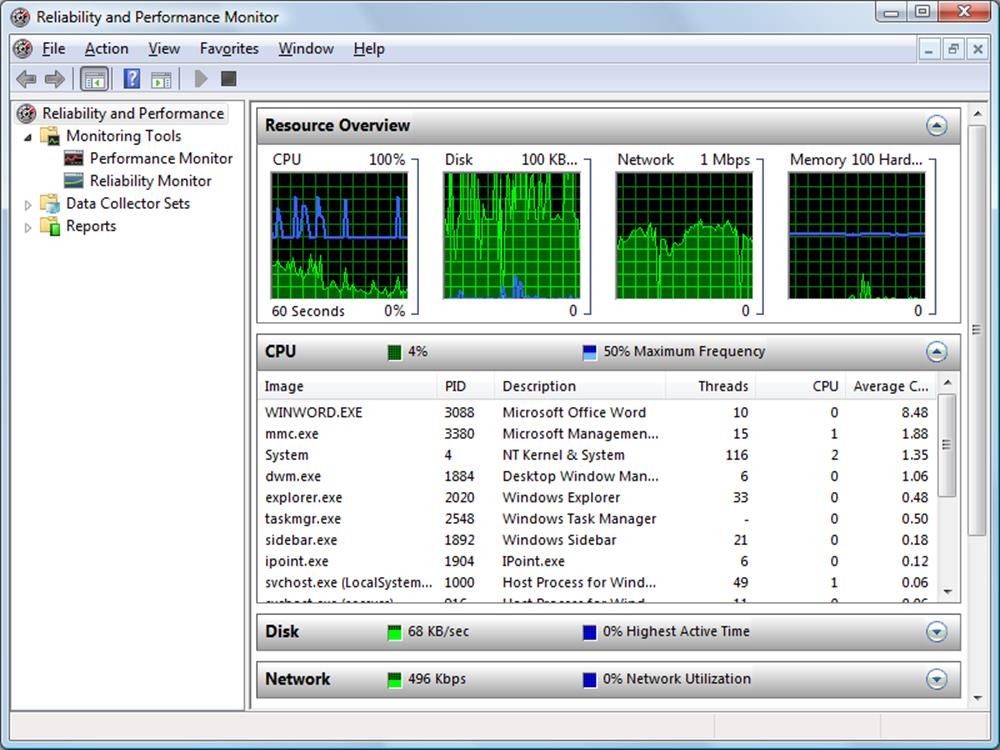 Reliability and Performance Monitor
File Action View Favorites Window Help
Reliability and Performance
Monitoring Tools
Performance Monitor
Reliability Monitor
Data Collector Sets
Reports
Resource Overview
CPU 100% Disk 100 KB... Network 1 Mbps Memory 100 Hard...
60 Seconds 0% 0 0 0
CPU 4% 50% Maximum Frequency
Image PID Description Threads CPU Average C...
WINWORD.EXE 3088 Microsoft Office Word 10 0 8.48
mmc.exe 3380 Microsoft Managemen... 15 1 1.88
System 4 NT Kernel & System 116 2 1.35
dwm.exe 1884 Desktop Window Man... 6 0 1.06
explorer.exe 2020 Windows Explorer 33 0 0.48
taskmgr.exe 2548 Windows Task Manager - 0 0.50
sidebar.exe 1892 Windows Sidebar 21 0 0.18
ipoint.exe 1904 IPoint.exe 6 0 0.12
svchost.exe (LocalSystem... 1000 Host Process for Wind... 49 1 0.06
Disk 68 KB/sec 0% Highest Active Time
Network 496 Kbps 0% Network Utilization